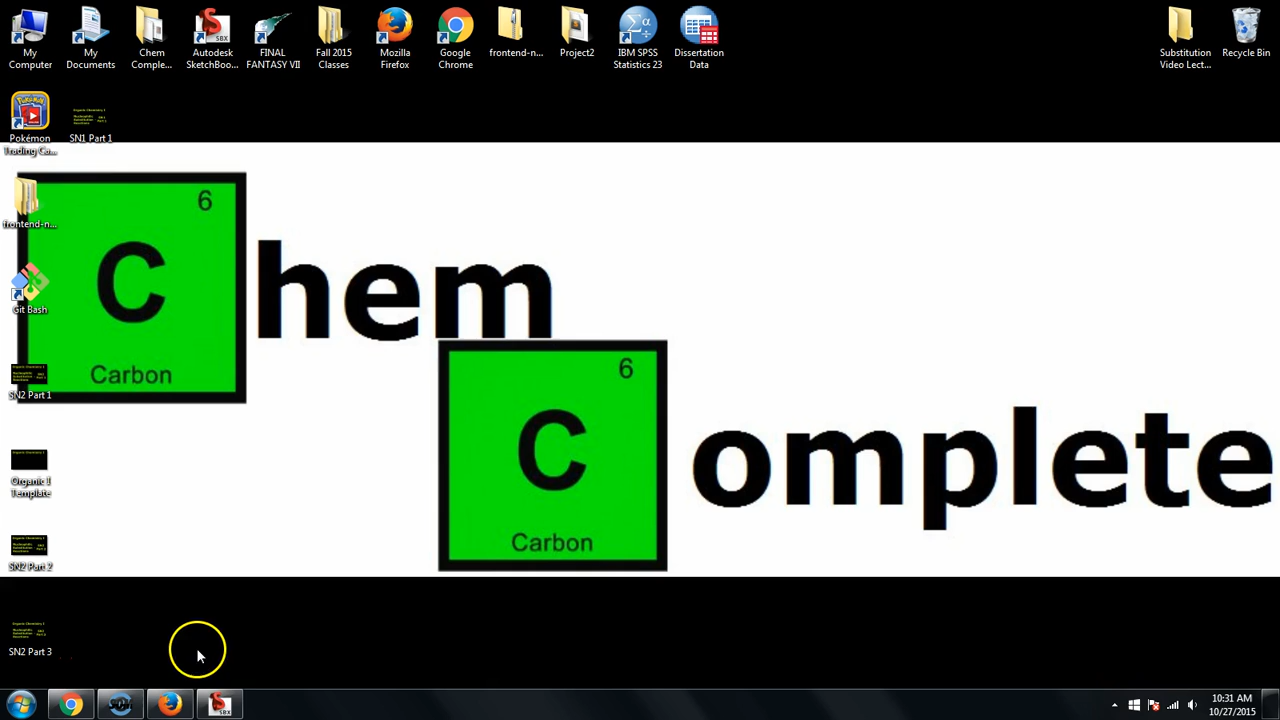 My
Computer
My
Documents
Chem
Comple...
Autodesk
SketchBoo...
FINAL
FANTASY VII
Fall 2015
Classes
Mozilla
Firefox
Google
Chrome
frontend-n...
Project2
IBM SPSS
Statistics 23
Dissertation
Data
Substitution
Video Lect...
Recycle Bin
Pokémon
Trading Ca...
SN1 Part 1
frontend-n...
Git Bash
SN2 Part 1
Organic I
Template
SN2 Part 2
SN2 Part 3
6
C
Carbon
hem
6
C
Carbon
omplete
10:31 AM
10/27/2015